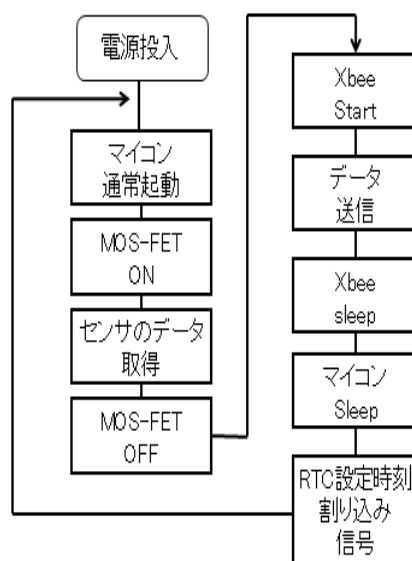 電源投入
マイコン
通常起動
MOS-FET
ON
センサのデータ
取得
MOS-FET
OFF
Xbee
Start
データ
送信
Xbee
sleep
マイコン
Sleep
RTC設定時刻
割り込み
信号